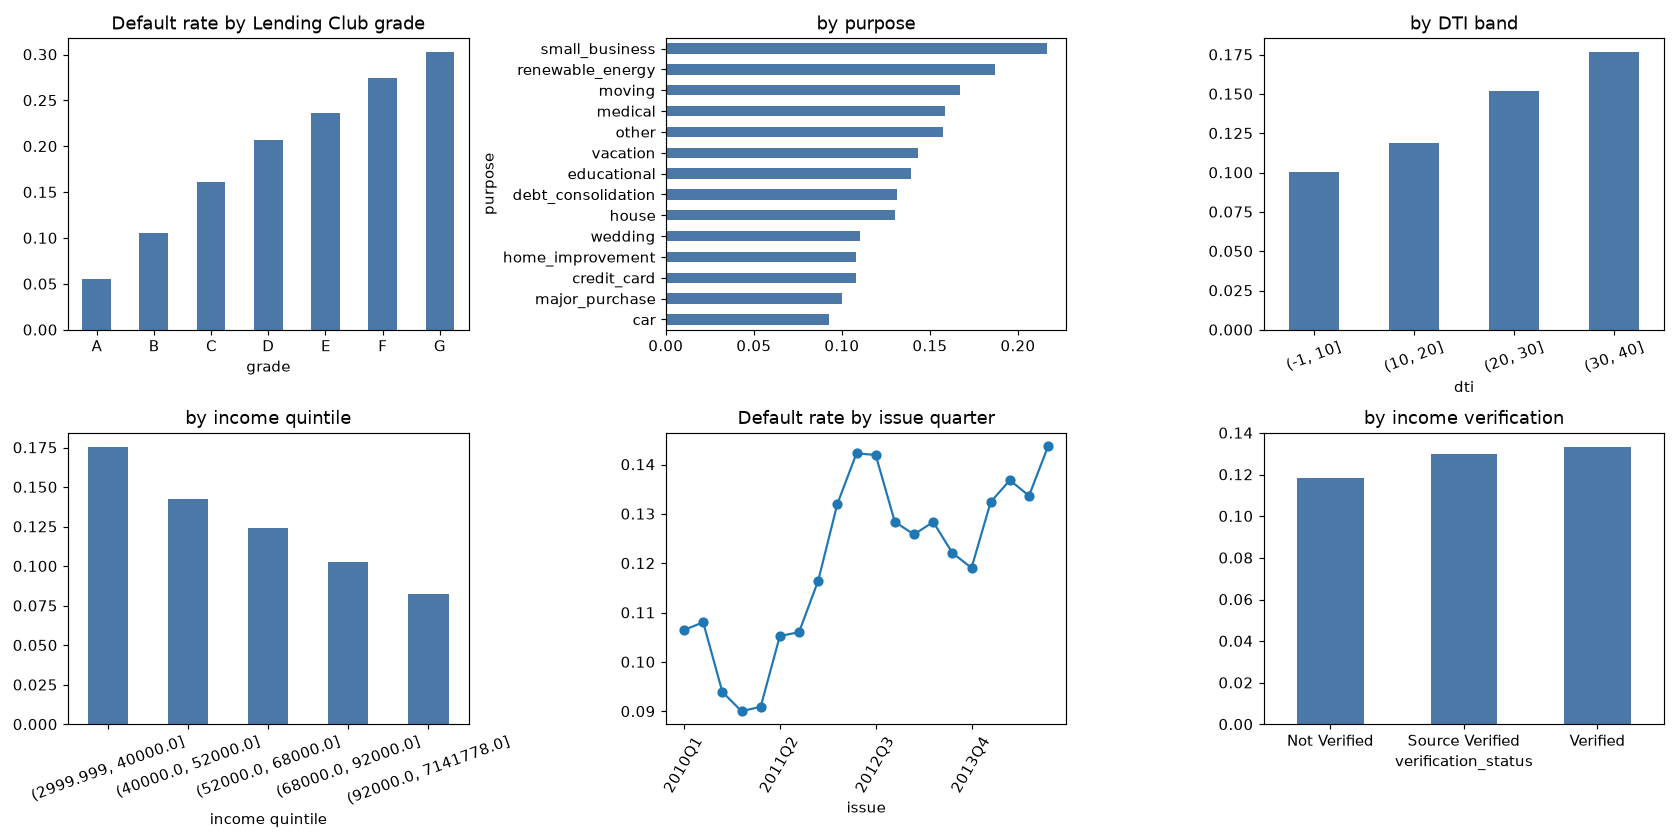 Default rate by Lending Club grade
0.30
0.25
0.20
0.15
0.10
0.05
0.00
A B C D E F G
grade
by purpose
purpose
small_business
renewable_energy
moving
medical
other
vacation
educational
debt_consolidation
house
wedding
home_improvement
credit_card
major_purchase
car
0.00 0.05 0.10 0.15 0.20
by DTI band
0.175
0.150
0.125
0.100
0.075
0.050
0.025
0.000
(-1, 10] (10, 20] (20, 30] (30, 40]
dti
by income quintile
0.175
0.150
0.125
0.100
0.075
0.050
0.025
0.000
(2999.999, 40000.0]
(40000.0, 52000.0]
(52000.0, 68000.0]
(68000.0, 92000.0]
(92000.0, 7141778.0]
income quintile
Default rate by issue quarter
0.14
0.13
0.12
0.11
0.10
0.09
2010Q1 2011Q2 2012Q3 2013Q4
issue
by income verification
0.14
0.12
0.10
0.08
0.06
0.04
0.02
0.00
Not Verified Source Verified Verified
verification_status